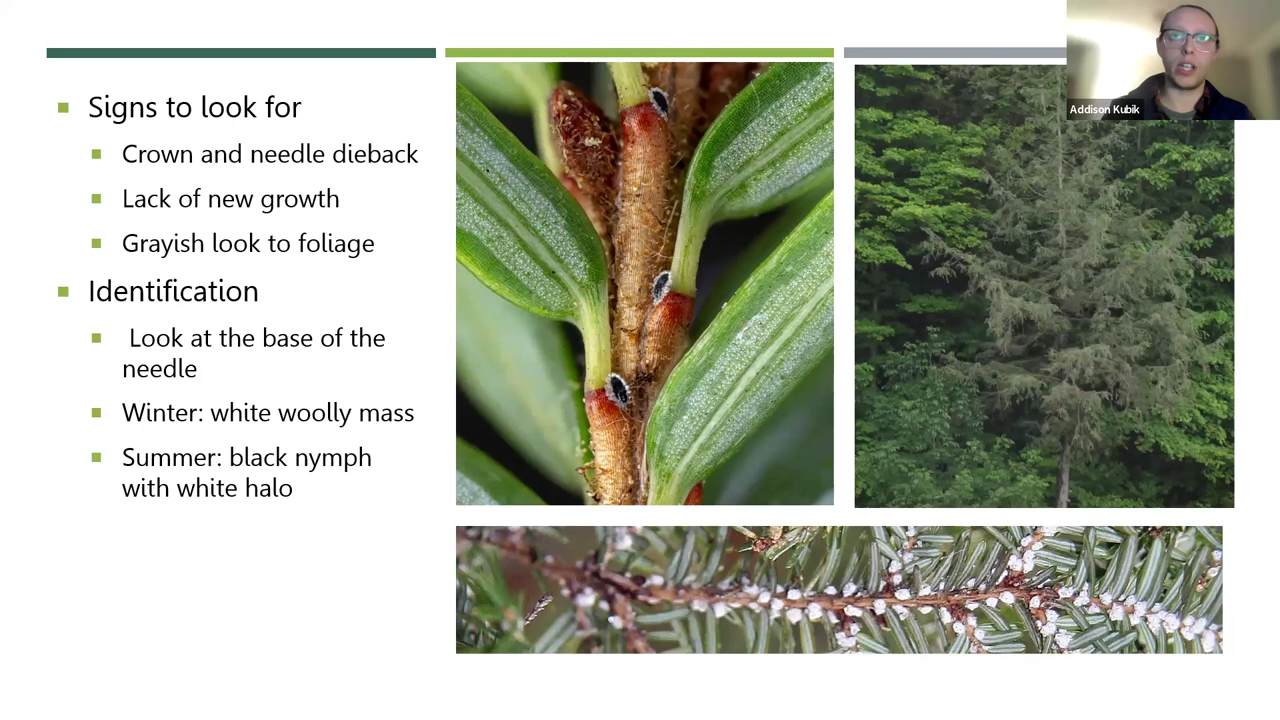 Signs to look for
Crown and needle dieback
Lack of new growth
Grayish look to foliage
Identification
Look at the base of the
needle
Winter: white woolly mass
Summer: black nymph
with white halo
Addison Kubik